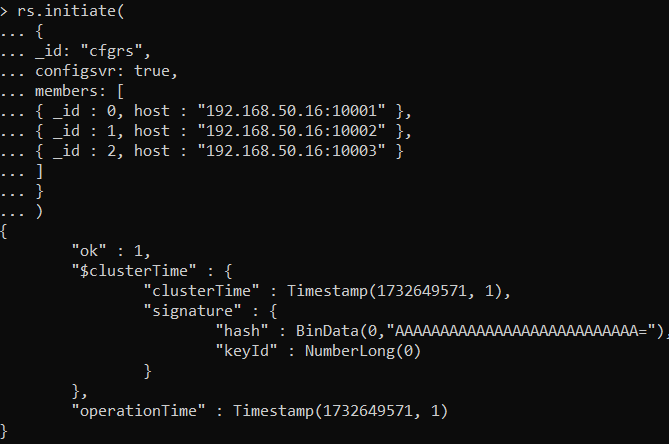 > rs.initiate(
... {
... _id: "cfgrs",
... configsvr: true,
... members: [
... { _id : 0, host : "192.168.50.16:10001" },
... { _id : 1, host : "192.168.50.16:10002" },
... { _id : 2, host : "192.168.50.16:10003" }
... ]
... }
... )
{
        "ok" : 1,
        "$clusterTime" : {
                "clusterTime" : Timestamp(1732649571, 1),
                "signature" : {
                        "hash" : BinData(0,"AAAAAAAAAAAAAAAAAAAAAAAAAAA="),
                        "keyId" : NumberLong(0)
                }
        },
        "operationTime" : Timestamp(1732649571, 1)
}